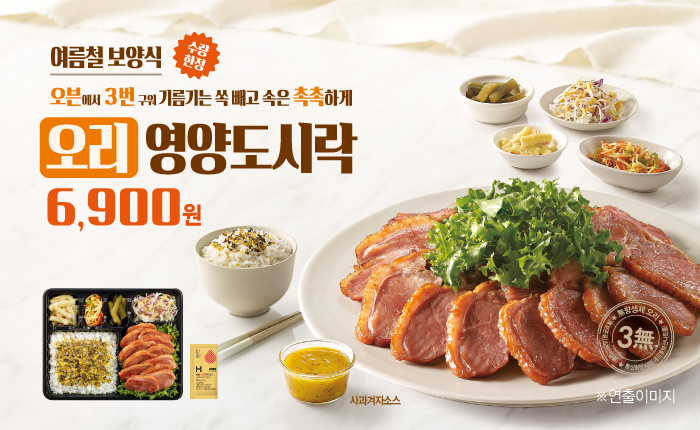 여름철 보양식
수량
한정
오븐에서 3번 구워 기름기는 쏙 빼고 속은 촉촉하게
오리 영양도시락
6,900원
H
3無
사과겨자소스
※연출이미지